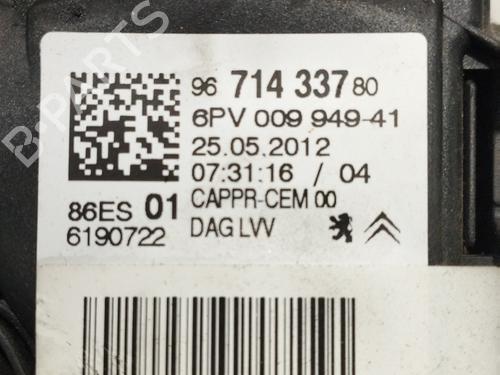 B-PARTS
96 714 337 80
6PV 009 949-41
25.05.2012
07:31:16 / 04
86ES 01 CAPPR-CEM 00
6190722 DAG LVV